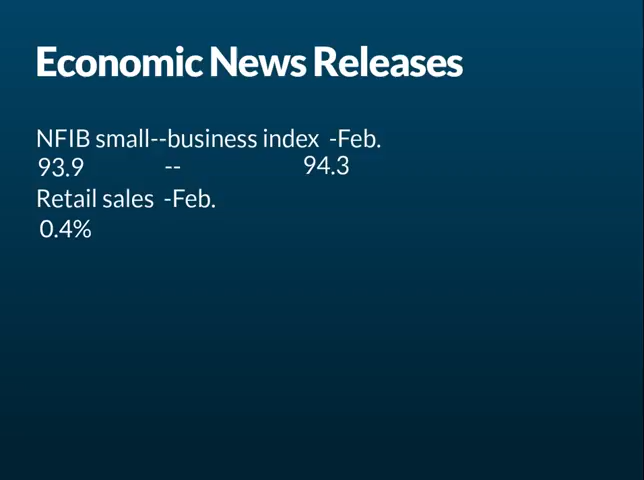 Economic News Releases
NFIB small--business index -Feb.
93.9 -- 94.3
Retail sales -Feb.
0.4%